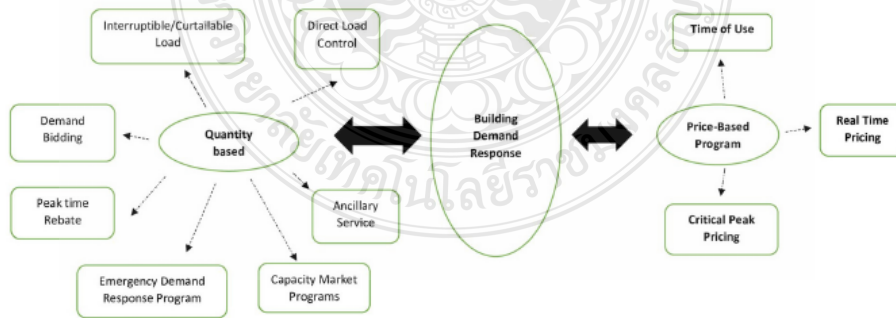 Interruptible/Curtailable
Load
Direct Load
Control
Time of Use
Demand
Bidding
Quantity
based
Building
Demand
Response
Price-Based
Program
Real Time
Pricing
Peak time
Rebate
Ancillary
Service
Critical Peak
Pricing
Emergency Demand
Response Program
Capacity Market
Programs